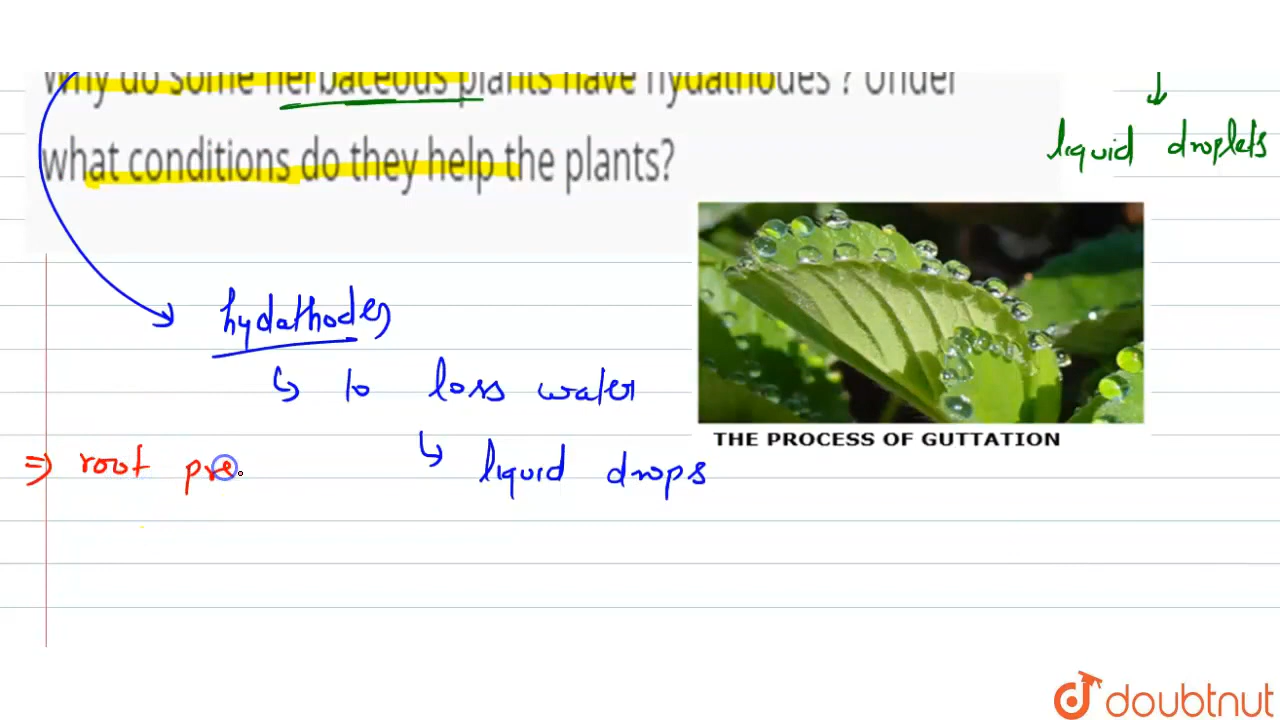 Why do some herbaceous plants have hydathodes ? Under
what conditions do they help the plants?
liquid droplets
hydathodes
to loss water
liquid drops
⇒ root pre
THE PROCESS OF GUTTATION
doubtnut